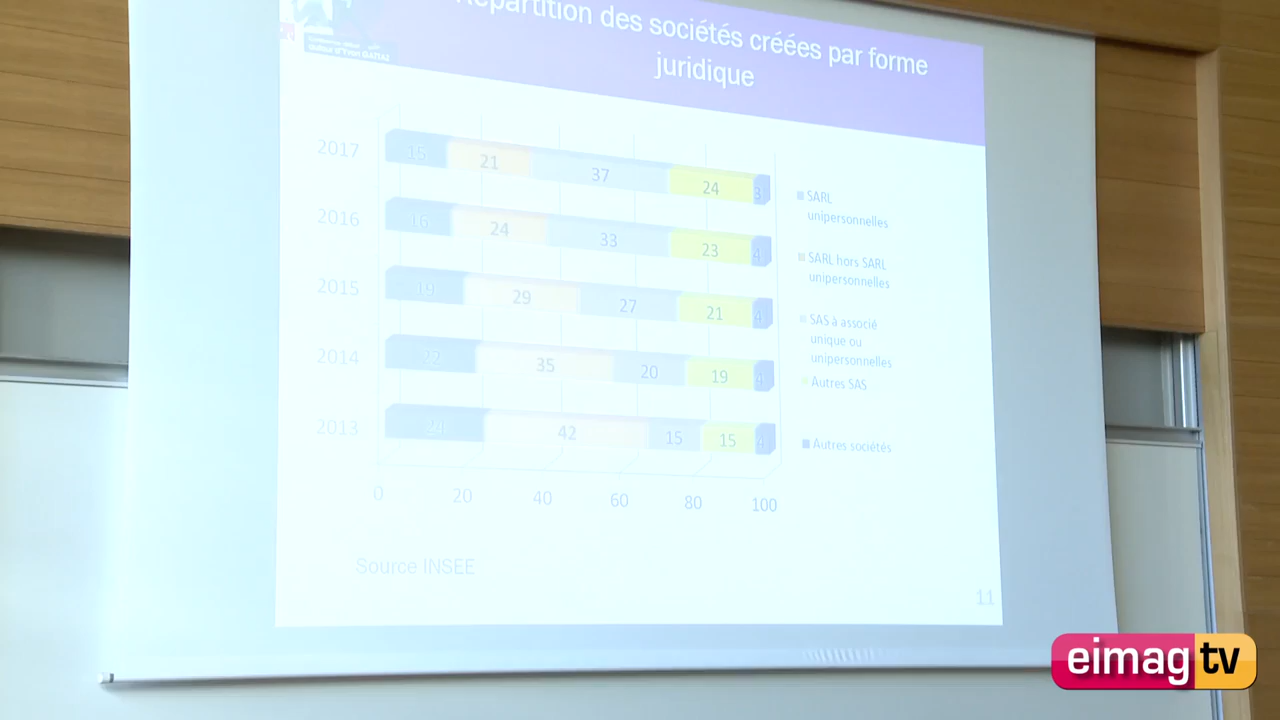 Répartition des sociétés créées par forme
juridique
2017 15 21 37 24 3
2016 16 24 33 23 4
2015 19 29 27 21 4
2014 22 35 20 19 4
2013 24 42 15 15 4
0 20 40 60 80 100
SARL
unipersonnelles
SARL hors SARL
unipersonnelles
SAS à associé
unique ou
unipersonnelles
Autres SAS
Autres sociétés
Source INSEE
11
eimag tv